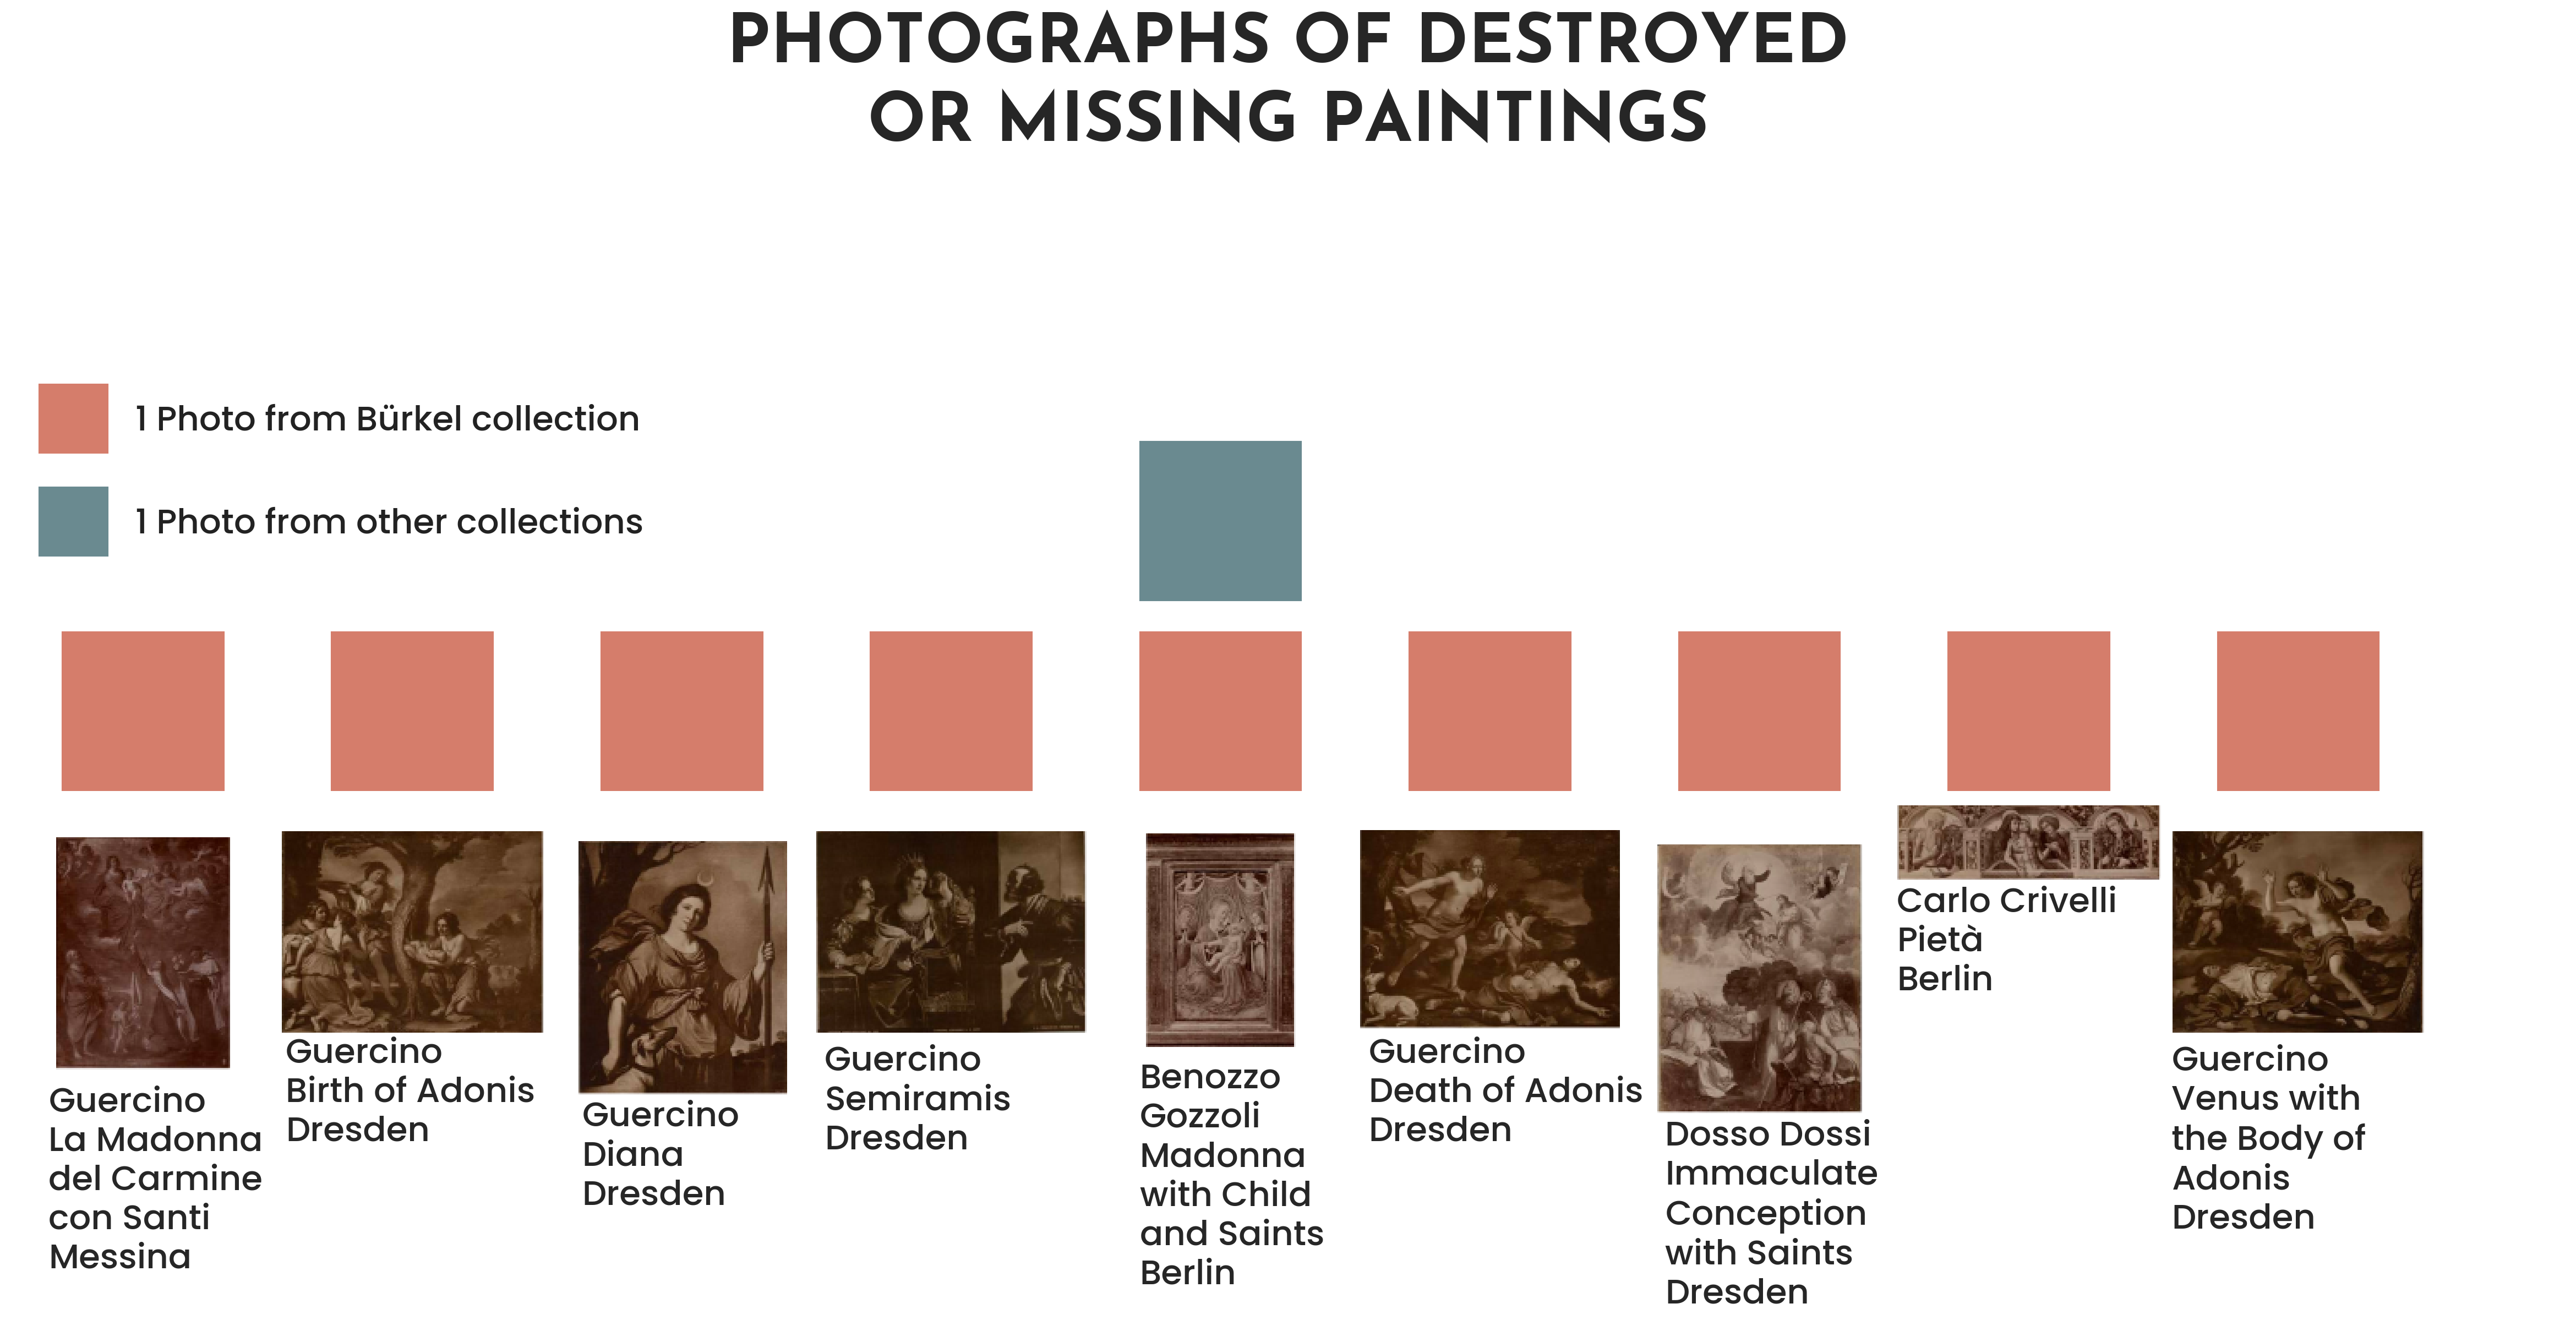 PHOTOGRAPHS OF DESTROYED
OR MISSING PAINTINGS
1 Photo from Bürkel collection
1 Photo from other collections
Guercino
La Madonna
del Carmine
con Santi
Messina
Guercino
Birth of Adonis
Dresden
Guercino
Diana
Dresden
Guercino
Semiramis
Dresden
Benozzo
Gozzoli
Madonna
with Child
and Saints
Berlin
Guercino
Death of Adonis
Dresden
Dosso Dossi
Immaculate
Conception
with Saints
Dresden
Carlo Crivelli
Pietà
Berlin
Guercino
Venus with
the Body of
Adonis
Dresden